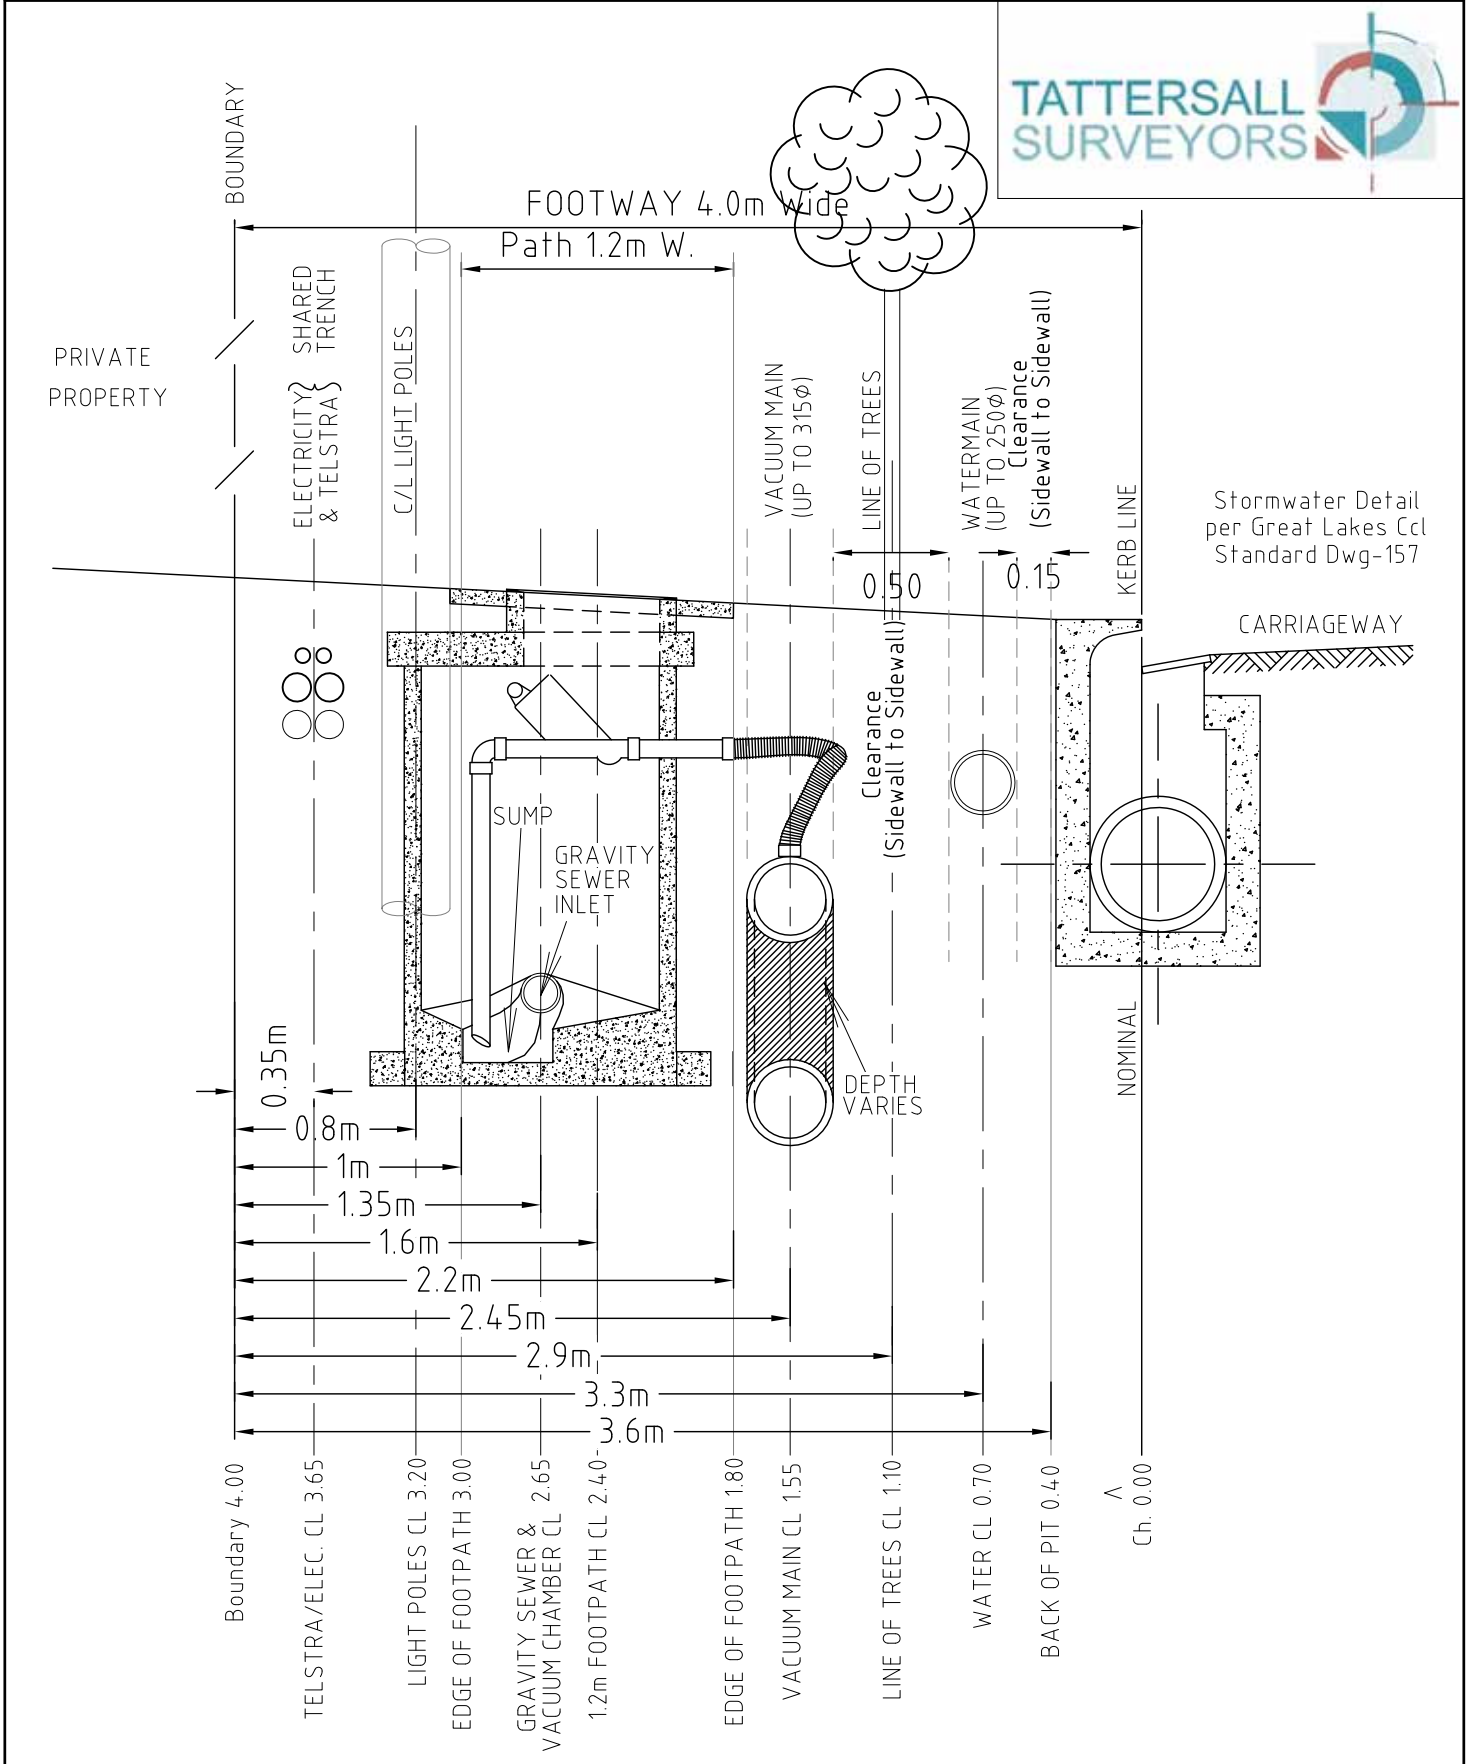 TATTERSALL
SURVEYORS
BOUNDARY
FOOTWAY 4.0m Wide
Path 1.2m W.
PRIVATE
PROPERTY
ELECTRICITY} SHARED
& TELSTRA} TRENCH
C/L LIGHT POLES
VACUUM MAIN
(UP TO 315Φ)
LINE OF TREES
WATERMAIN
(UP TO 250Φ)
Clearance
(Sidewall to Sidewall)
KERB LINE
Stormwater Detail
per Great Lakes Ccl
Standard Dwg-157
0.50
0.15
CARRIAGEWAY
Clearance
(Sidewall to Sidewall)
SUMP
GRAVITY
SEWER
INLET
DEPTH
VARIES
NOMINAL
0.35m
0.8m
1m
1.35m
1.6m
2.2m
2.45m
2.9m
3.3m
3.6m
Boundary 4.00
TELSTRA/ELEC. CL 3.65
LIGHT POLES CL 3.20
EDGE OF FOOTPATH 3.00
GRAVITY SEWER &
VACUUM CHAMBER CL 2.65
1.2m FOOTPATH CL 2.40
EDGE OF FOOTPATH 1.80
VACUUM MAIN CL 1.55
LINE OF TREES CL 1.10
WATER CL 0.70
BACK OF PIT 0.40
Ch. 0.00